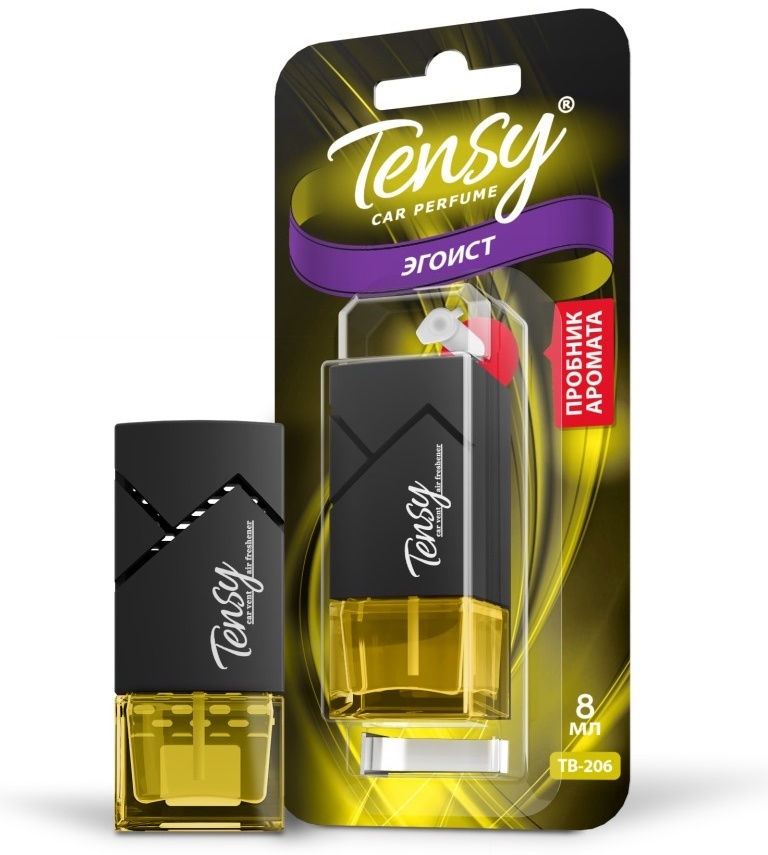 Tensy®
CAR PERFUME
ЭГОИСТ
ПРОБНИК
АРОМАТА
Tensy
car vent air freshener
Tensy
car vent air freshener
8
МЛ
TB-206